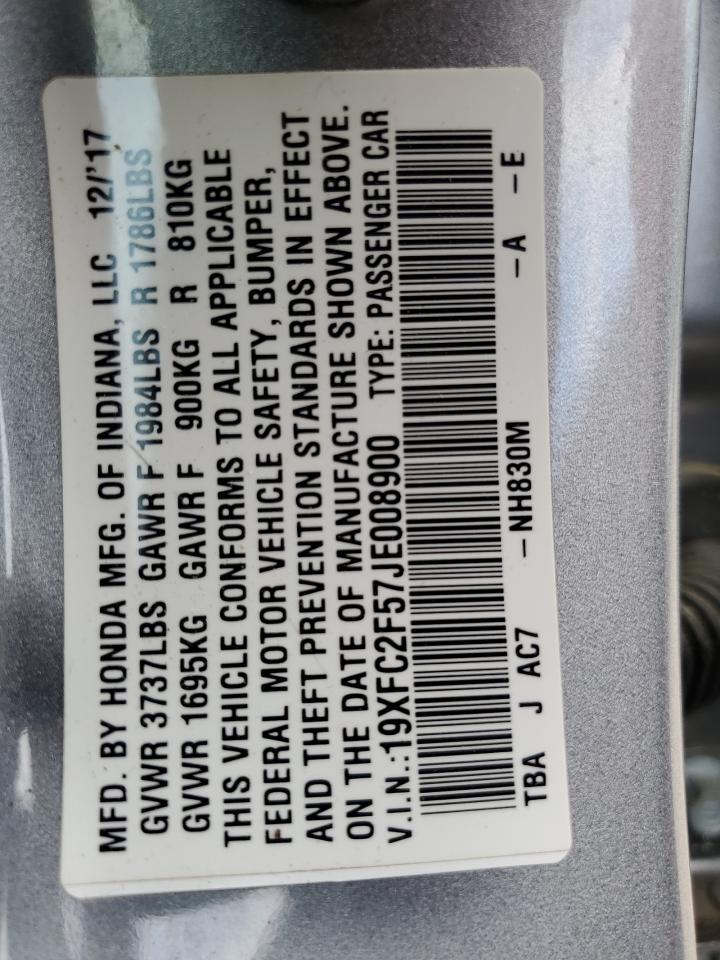 MFD. BY HONDA MFG. OF INDIANA, LLC 12/'17
GVWR 3737LBS GAWR F 1984LBS R 1786LBS
GVWR 1695KG GAWR F 900KG R 810KG
THIS VEHICLE CONFORMS TO ALL APPLICABLE
FEDERAL MOTOR VEHICLE SAFETY, BUMPER,
AND THEFT PREVENTION STANDARDS IN EFFECT
ON THE DATE OF MANUFACTURE SHOWN ABOVE.
V.I.N.:19XFC2F57JE008900 TYPE: PASSENGER CAR
TBA J AC7 -NH830M -A -E